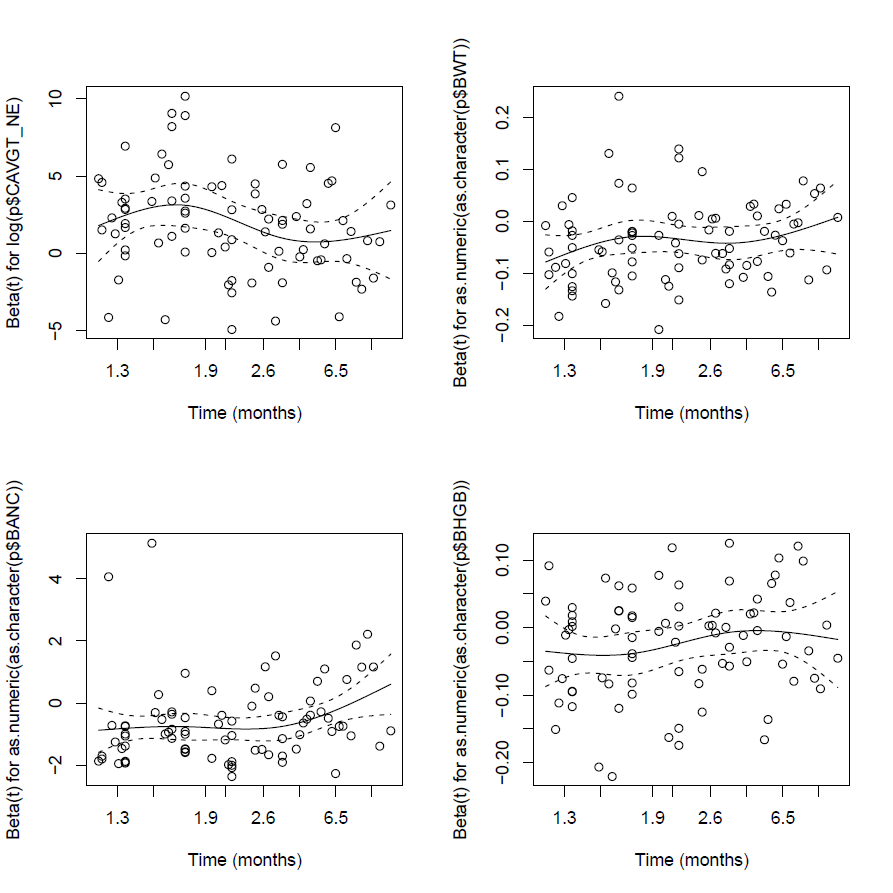 Beta(t) for log(p$CAVGT_NE)
10
5
0
−5
1.3 1.9 2.6 6.5
Time (months)
Beta(t) for as.numeric(as.character(p$BWT))
0.2
0.1
0.0
−0.1
−0.2
1.3 1.9 2.6 6.5
Time (months)
Beta(t) for as.numeric(as.character(p$BANC))
4
2
0
−2
1.3 1.9 2.6 6.5
Time (months)
Beta(t) for as.numeric(as.character(p$BHGB))
0.10
0.00
−0.10
−0.20
1.3 1.9 2.6 6.5
Time (months)